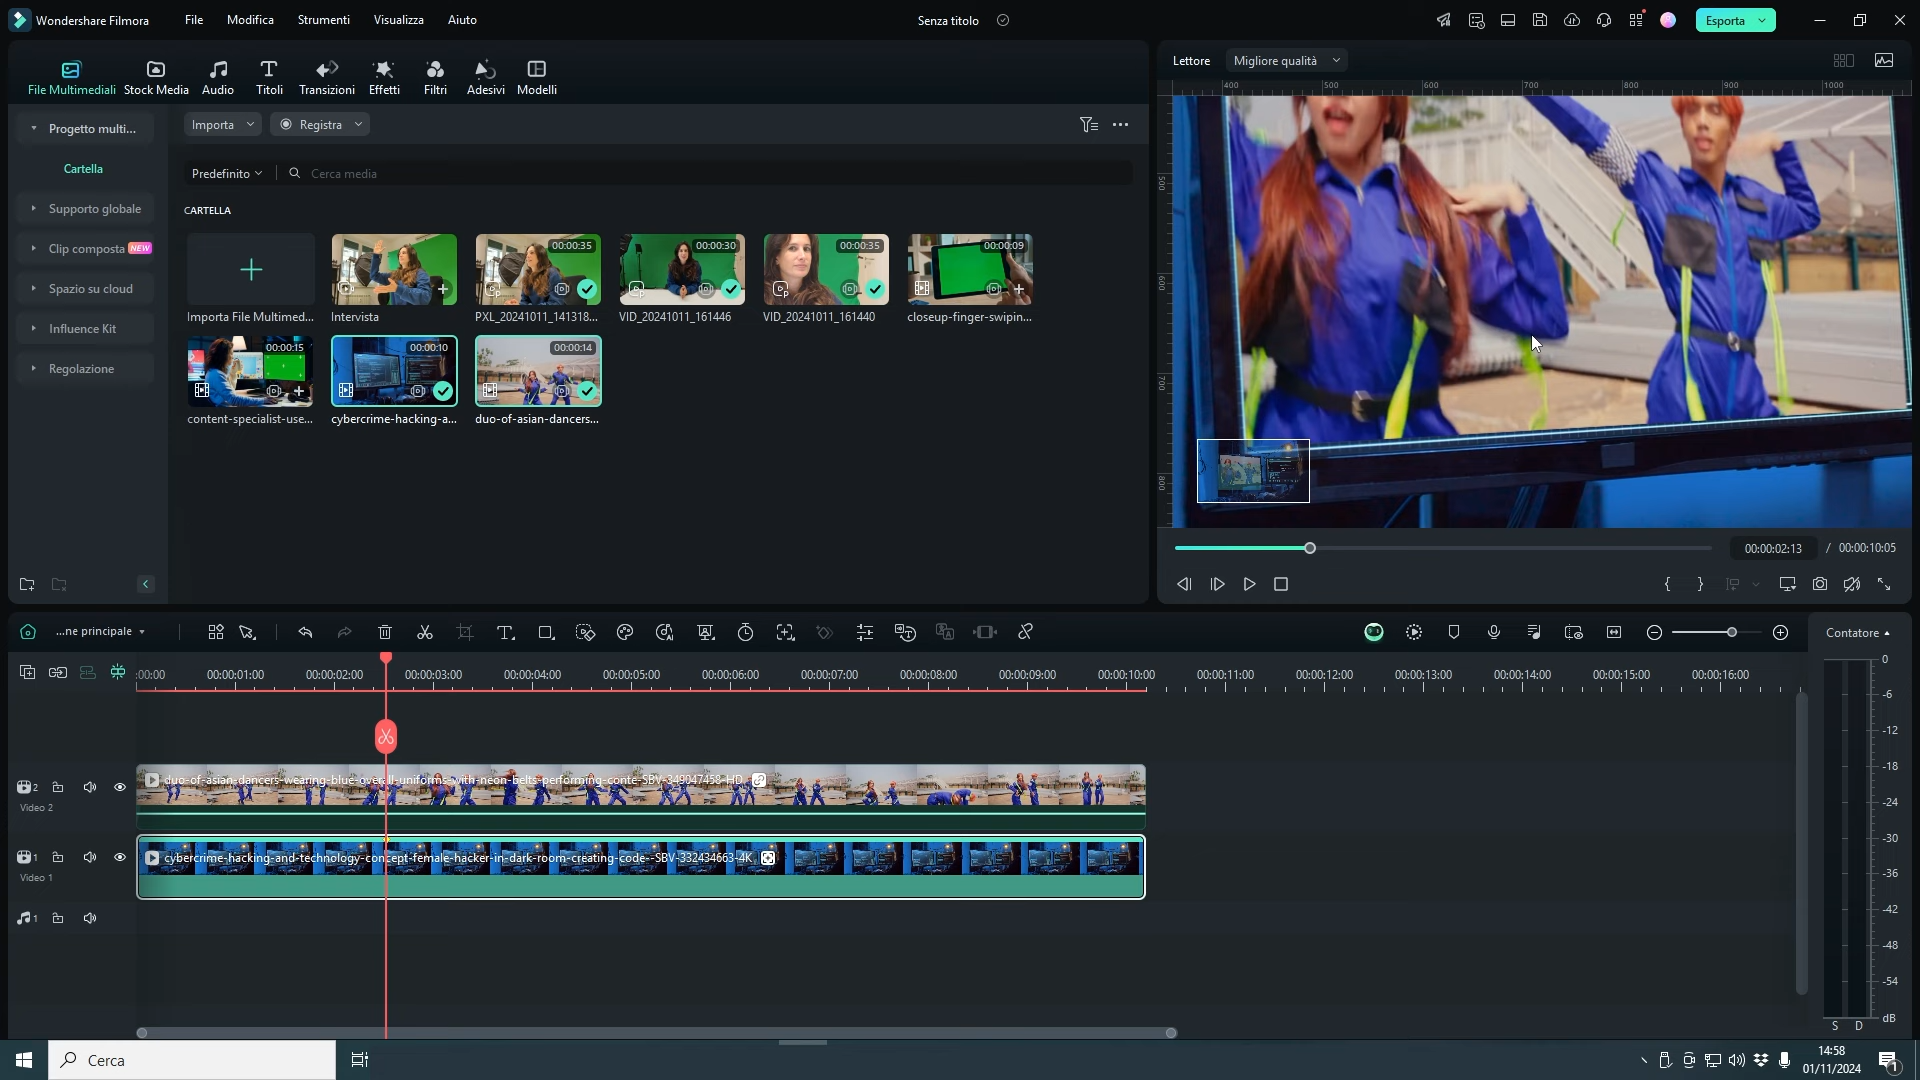 Wondershare Filmora
File
Modifica
Strumenti
Visualizza
Aiuto
Senza titolo
Esporta
File Multimediali
Stock Media
Audio
Titoli
Transizioni
Effetti
Filtri
Adesivi
Modelli
Lettore
Migliore qualità
400
500
600
700
800
900
1000
Progetto multi...
Cartella
Supporto globale
Clip composta NEW
Spazio su cloud
Influence Kit
Regolazione
Importa
Registra
Predefinito
Cerca media
CARTELLA
00:00:35
00:00:30
00:00:35
00:00:09
Importa File Multimed...
Intervista
PXL_20241011_141318...
VID_20241011_161446
VID_20241011_161440
closeup-finger-swipin...
00:00:15
00:00:10
00:00:14
content-specialist-use...
cybercrime-hacking-a...
duo-of-asian-dancers...
500
600
700
800
00:00:02:13 / 00:00:10:05
...ne principale
Contatore
:00:00
00:00:01:00
00:00:02:00
00:00:03:00
00:00:04:00
00:00:05:00
00:00:06:00
00:00:07:00
00:00:08:00
00:00:09:00
00:00:10:00
00:00:11:00
00:00:12:00
00:00:13:00
00:00:14:00
00:00:15:00
00:00:16:00
2
Video 2
duo-of-asian-dancers-wearing-blue-overall-uniforms-with-neon-belts-performing-conte-SBV-349047458-HD
1
Video 1
cybercrime-hacking-and-technology-concept-female-hacker-in-dark-room-creating-code--SBV-332434663-4K
1
0
-6
-12
-18
-24
-30
-36
-42
-48
-54
dB
S D
Cerca
14:58
01/11/2024
1